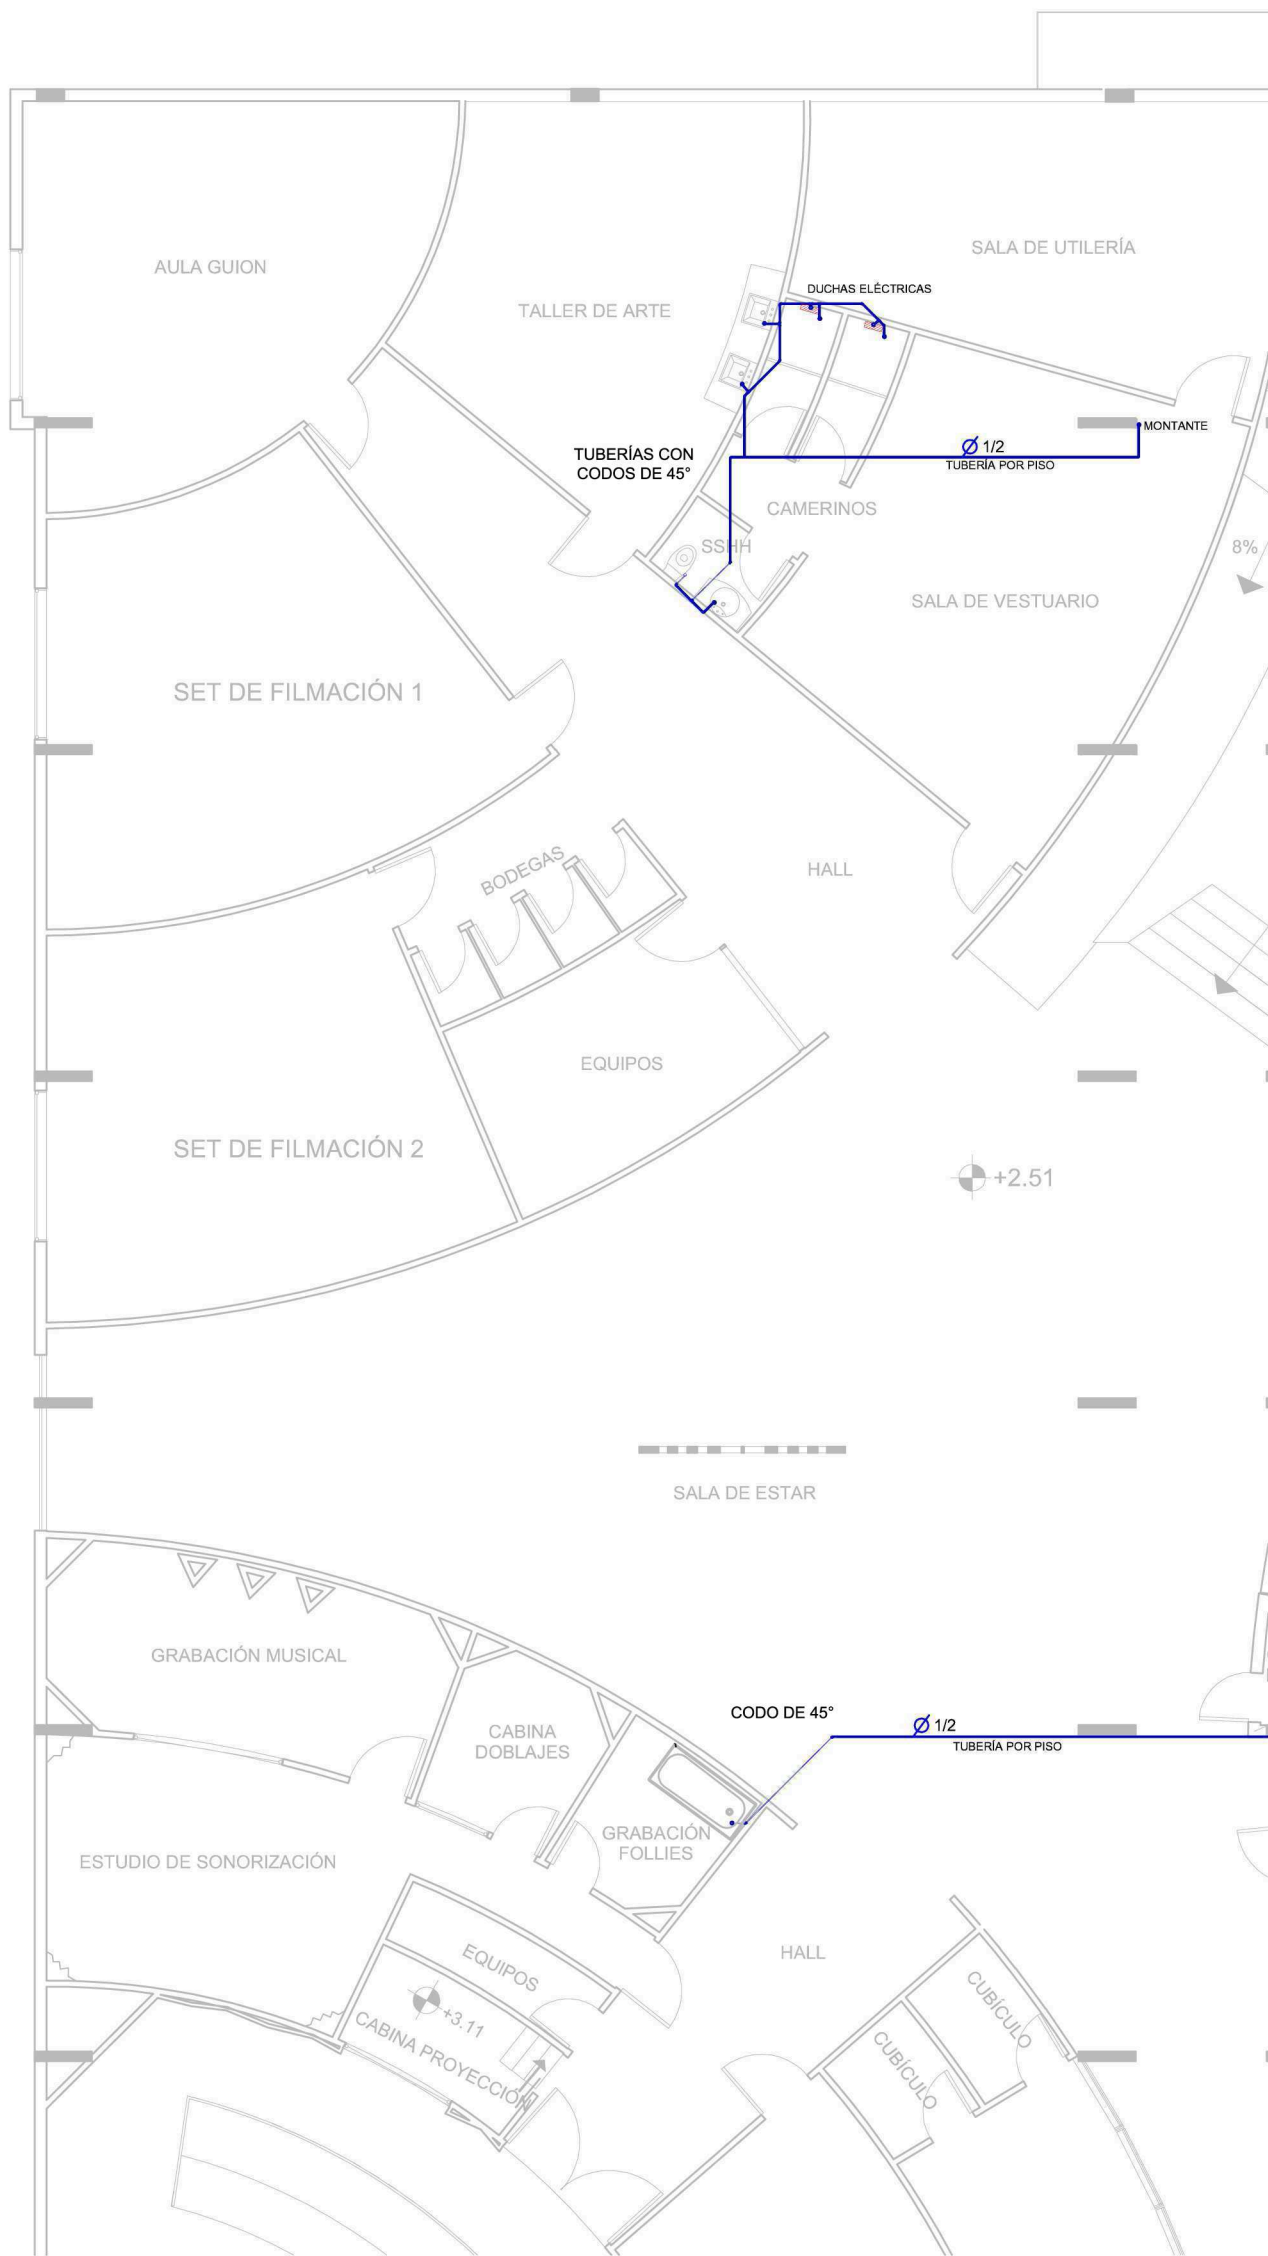 SALA DE UTILERÍA
AULA GUION
DUCHAS ELÉCTRICAS
TALLER DE ARTE
MONTANTE
Ø 1/2
TUBERÍA POR PISO
TUBERÍAS CON
CODOS DE 45°
CAMERINOS
SSHH
8%
SALA DE VESTUARIO
SET DE FILMACIÓN 1
BODEGAS
HALL
EQUIPOS
SET DE FILMACIÓN 2
+2.51
SALA DE ESTAR
GRABACIÓN MUSICAL
CODO DE 45°
Ø 1/2
TUBERÍA POR PISO
CABINA
DOBLAJES
GRABACIÓN
FOLLIES
ESTUDIO DE SONORIZACIÓN
HALL
EQUIPOS
+3.11
CABINA PROYECCIÓN
CUBÍCULO
CUBÍCULO